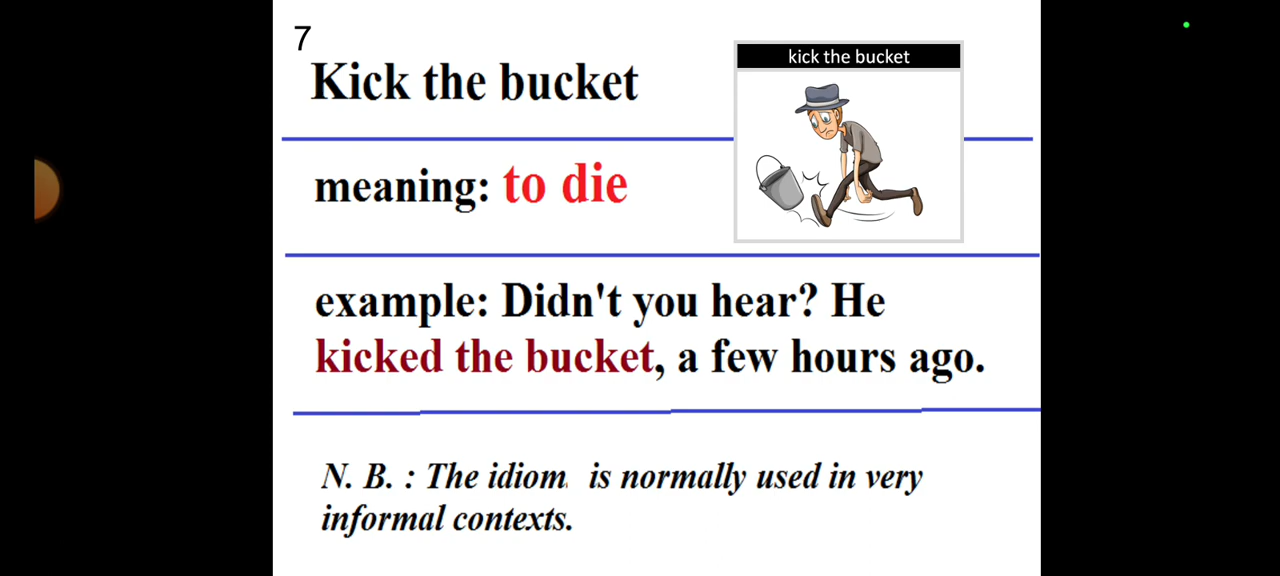 7
Kick the bucket
kick the bucket
meaning: to die
example: Didn't you hear? He
kicked the bucket, a few hours ago.
N. B. : The idiom is normally used in very
informal contexts.